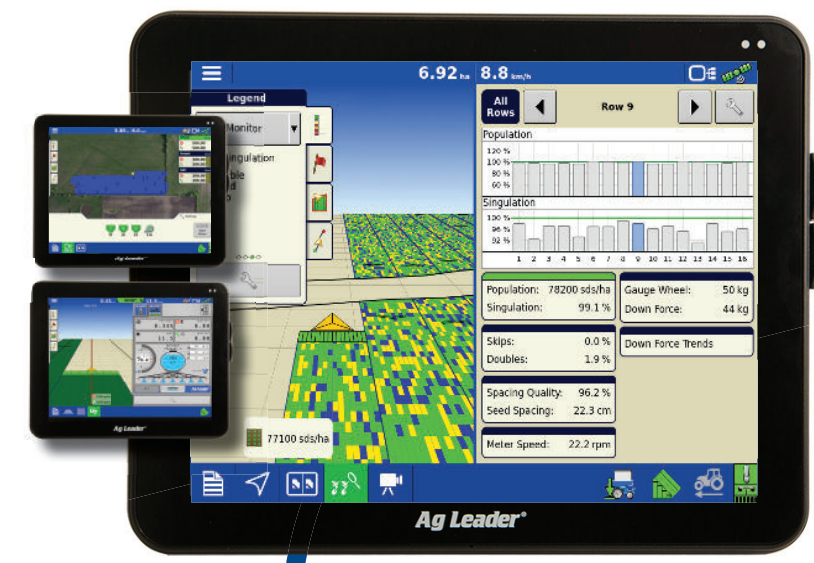 6.92 ha 8.8 km/h
Legend
Monitor
ngulation
ble
d
All
Rows
Row 9
Population
120 %
100 %
80 %
60 %
Singulation
100 %
96 %
92 %
1 2 3 4 5 6 7 8 9 10 11 12 13 14 15 16
Population: 78200 sds/ha
Singulation: 99.1 %
Gauge Wheel: 50 kg
Down Force: 44 kg
Skips: 0.0 %
Doubles: 1.9 %
Down Force Trends
Spacing Quality: 96.2 %
Seed Spacing: 22.3 cm
Meter Speed: 22.2 rpm
77100 sds/ha
Ag Leader®
Ag Leader
Ag Leader